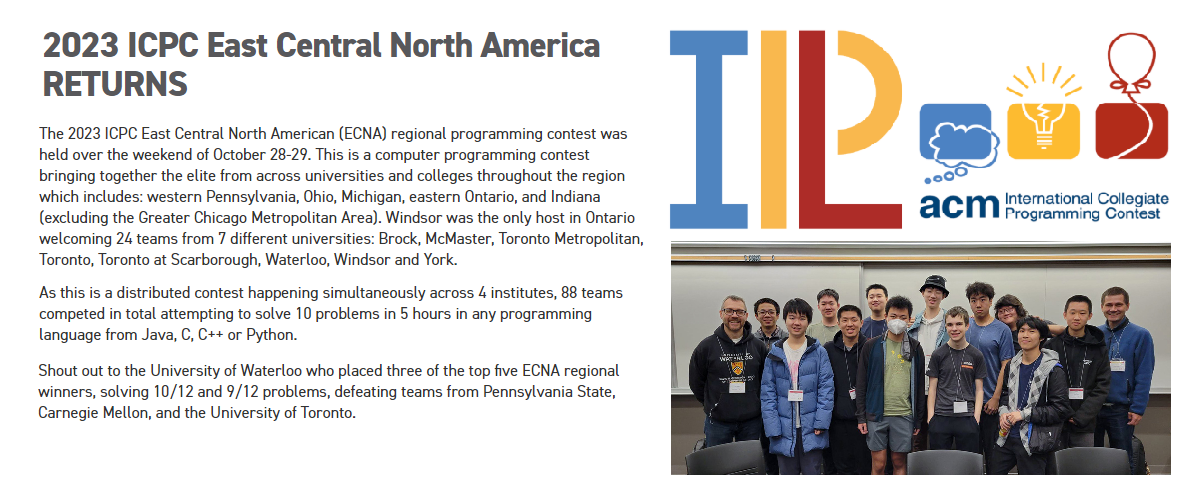 2023 ICPC East Central North America
RETURNS
The 2023 ICPC East Central North American (ECNA) regional programming contest was
held over the weekend of October 28-29. This is a computer programming contest
bringing together the elite from across universities and colleges throughout the region
which includes: western Pennsylvania, Ohio, Michigan, eastern Ontario, and Indiana
(excluding the Greater Chicago Metropolitan Area). Windsor was the only host in Ontario
welcoming 24 teams from 7 different universities: Brock, McMaster, Toronto Metropolitan,
Toronto, Toronto at Scarborough, Waterloo, Windsor and York.
As this is a distributed contest happening simultaneously across 4 institutes, 88 teams
competed in total attempting to solve 10 problems in 5 hours in any programming
language from Java, C, C++ or Python.
Shout out to the University of Waterloo who placed three of the top five ECNA regional
winners, solving 10/12 and 9/12 problems, defeating teams from Pennsylvania State,
Carnegie Mellon, and the University of Toronto.
acm International Collegiate
Programming Contest
WATERLOO